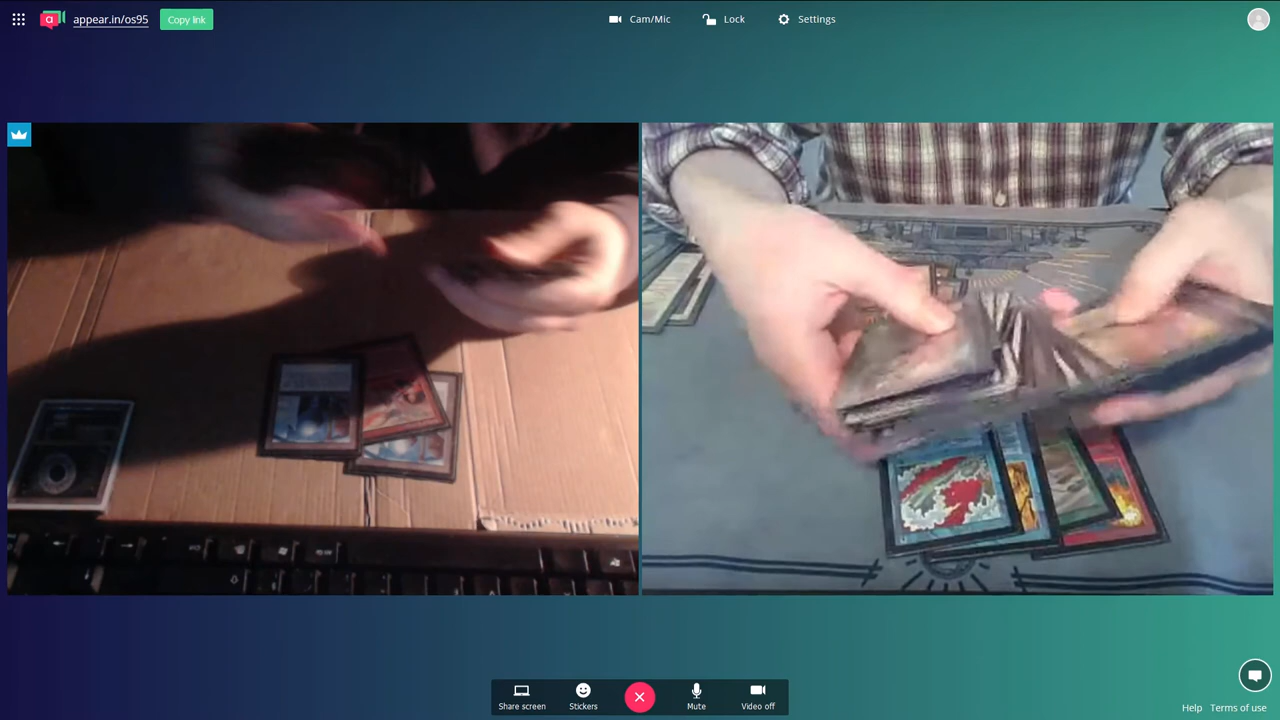 appear.in/os95
Copy link
Cam/Mic
Lock
Settings
Share screen
Stickers
Mute
Video off
Help
Terms of use